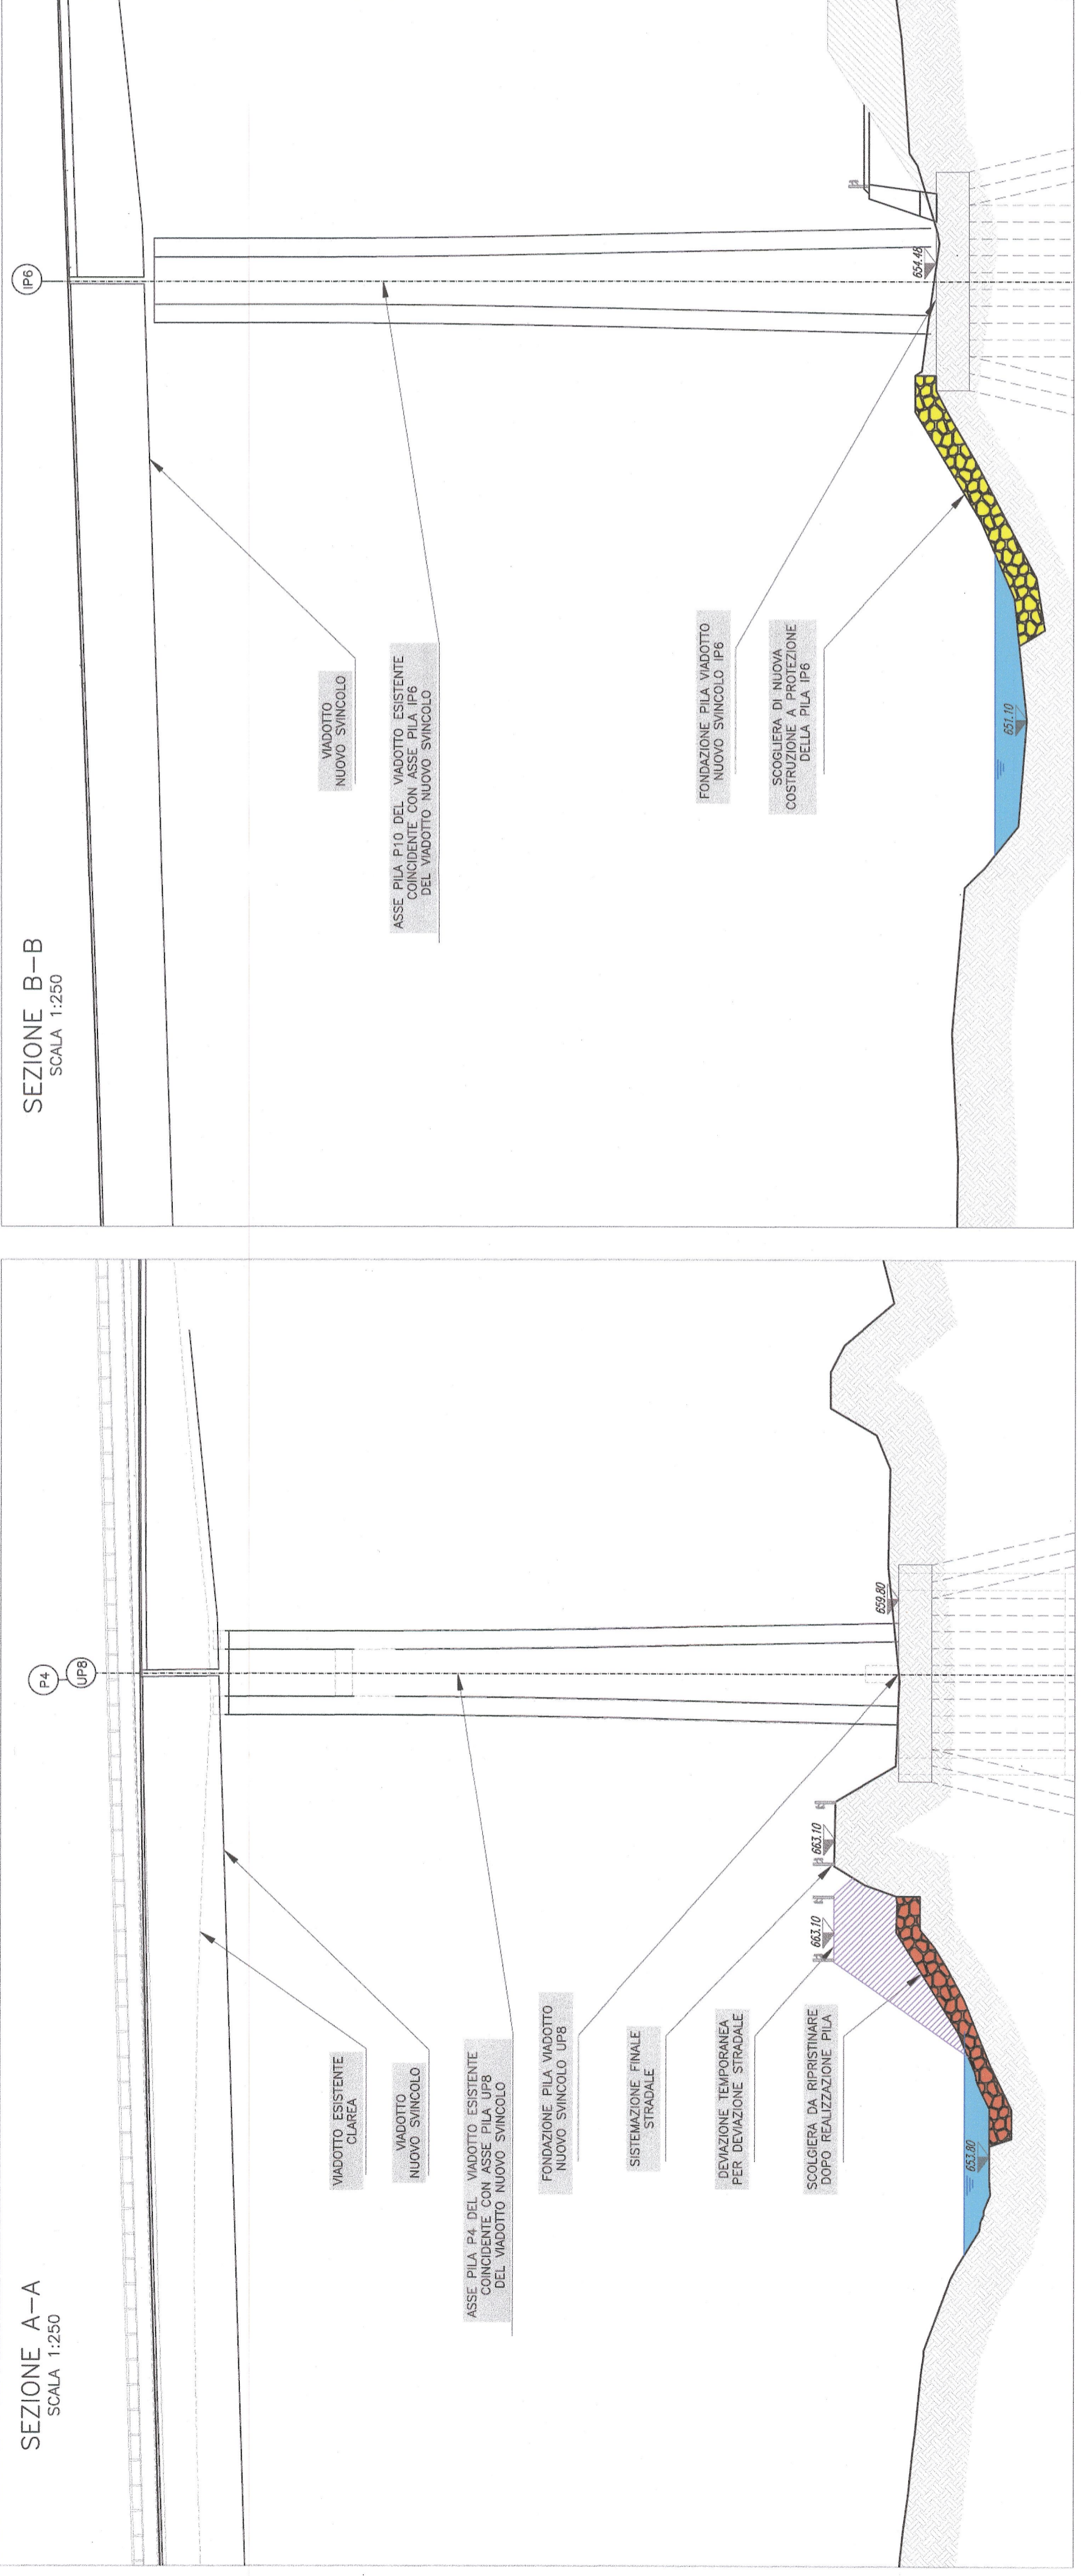 SEZIONE A-A
SCALA 1:250
P4
UP8
VIADOTTO ESISTENTE
CLAREA
VIADOTTO
NUOVO SVINCOLO
ASSE PILA P4 DEL VIADOTTO ESISTENTE
COINCIDENTE CON ASSE PILA UP8
DEL VIADOTTO NUOVO SVINCOLO
FONDAZIONE PILA VIADOTTO
NUOVO SVINCOLO UP8
SISTEMAZIONE FINALE
STRADALE
DEVIAZIONE TEMPORANEA
PER DEVIAZIONE STRADALE
SCOLGIERA DA RIPRISTINARE
DOPO REALIZZAZIONE PILA
663.10
663.10
659.80
653.80
SEZIONE B-B
SCALA 1:250
IP6
VIADOTTO
NUOVO SVINCOLO
ASSE PILA P10 DEL VIADOTTO ESISTENTE
COINCIDENTE CON ASSE PILA IP6
DEL VIADOTTO NUOVO SVINCOLO
FONDAZIONE PILA VIADOTTO
NUOVO SVINCOLO IP6
SCOGLIERA DI NUOVA
COSTRUZIONE A PROTEZIONE
DELLA PILA IP6
654.48
651.10